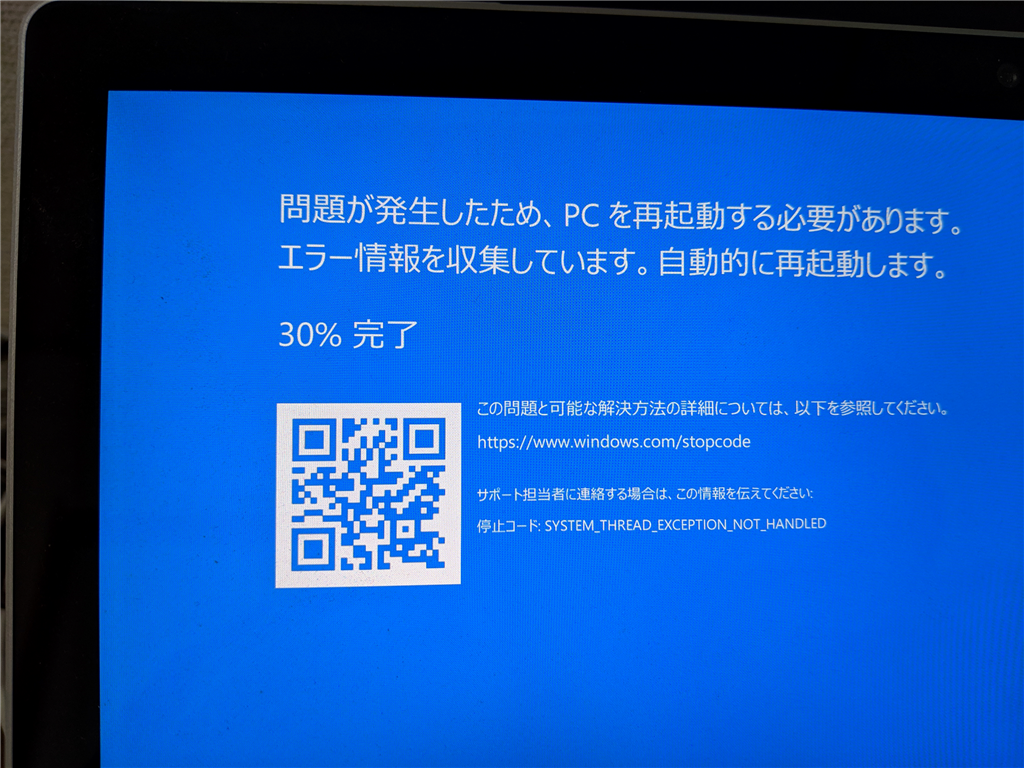 問題が発生したため、PC を再起動する必要があります。
エラー情報を収集しています。自動的に再起動します。
30% 完了
この問題と可能な解決方法の詳細については、以下を参照してください。
https://www.windows.com/stopcode
サポート担当者に連絡する場合は、この情報を伝えてください:
停止コード: SYSTEM_THREAD_EXCEPTION_NOT_HANDLED